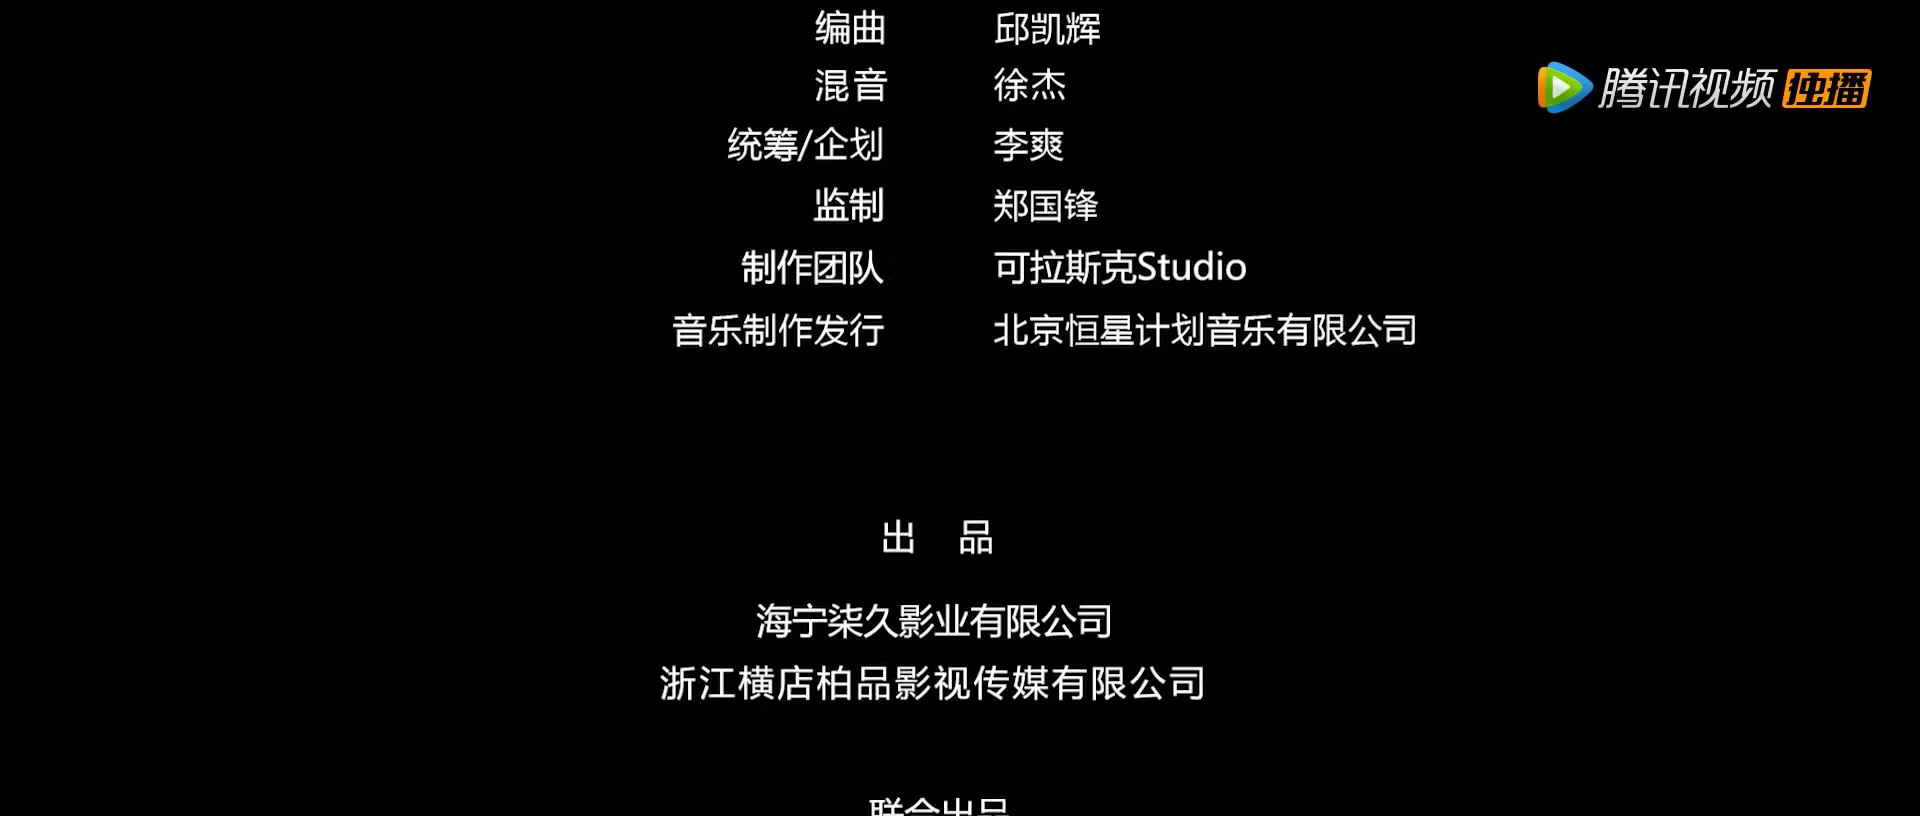 编曲 邱凯辉
混音 徐杰
腾讯视频 独播
统筹/企划 李爽
监制 郑国锋
制作团队 可拉斯克Studio
音乐制作发行 北京恒星计划音乐有限公司
出 品
海宁柒久影业有限公司
浙江横店柏品影视传媒有限公司
联合出品